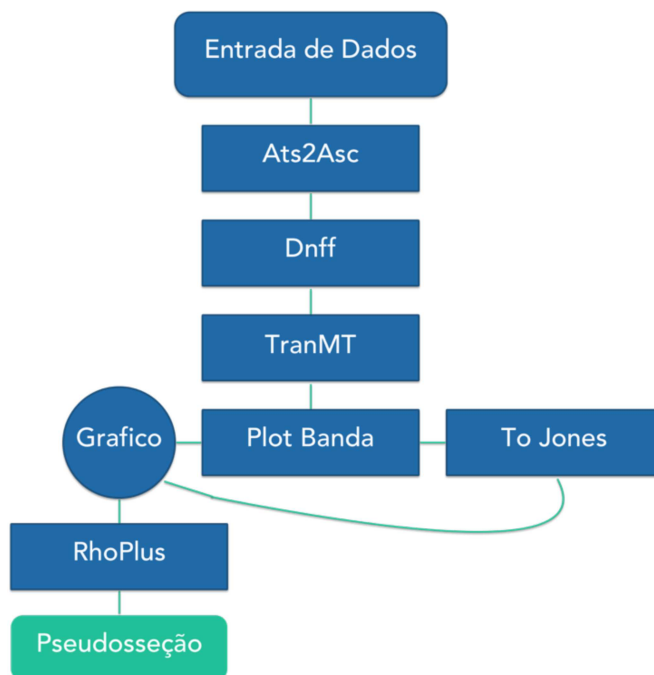 Entrada de Dados
Ats2Asc
Dnff
TranMT
Grafico
Plot Banda
To Jones
RhoPlus
Pseudosseção